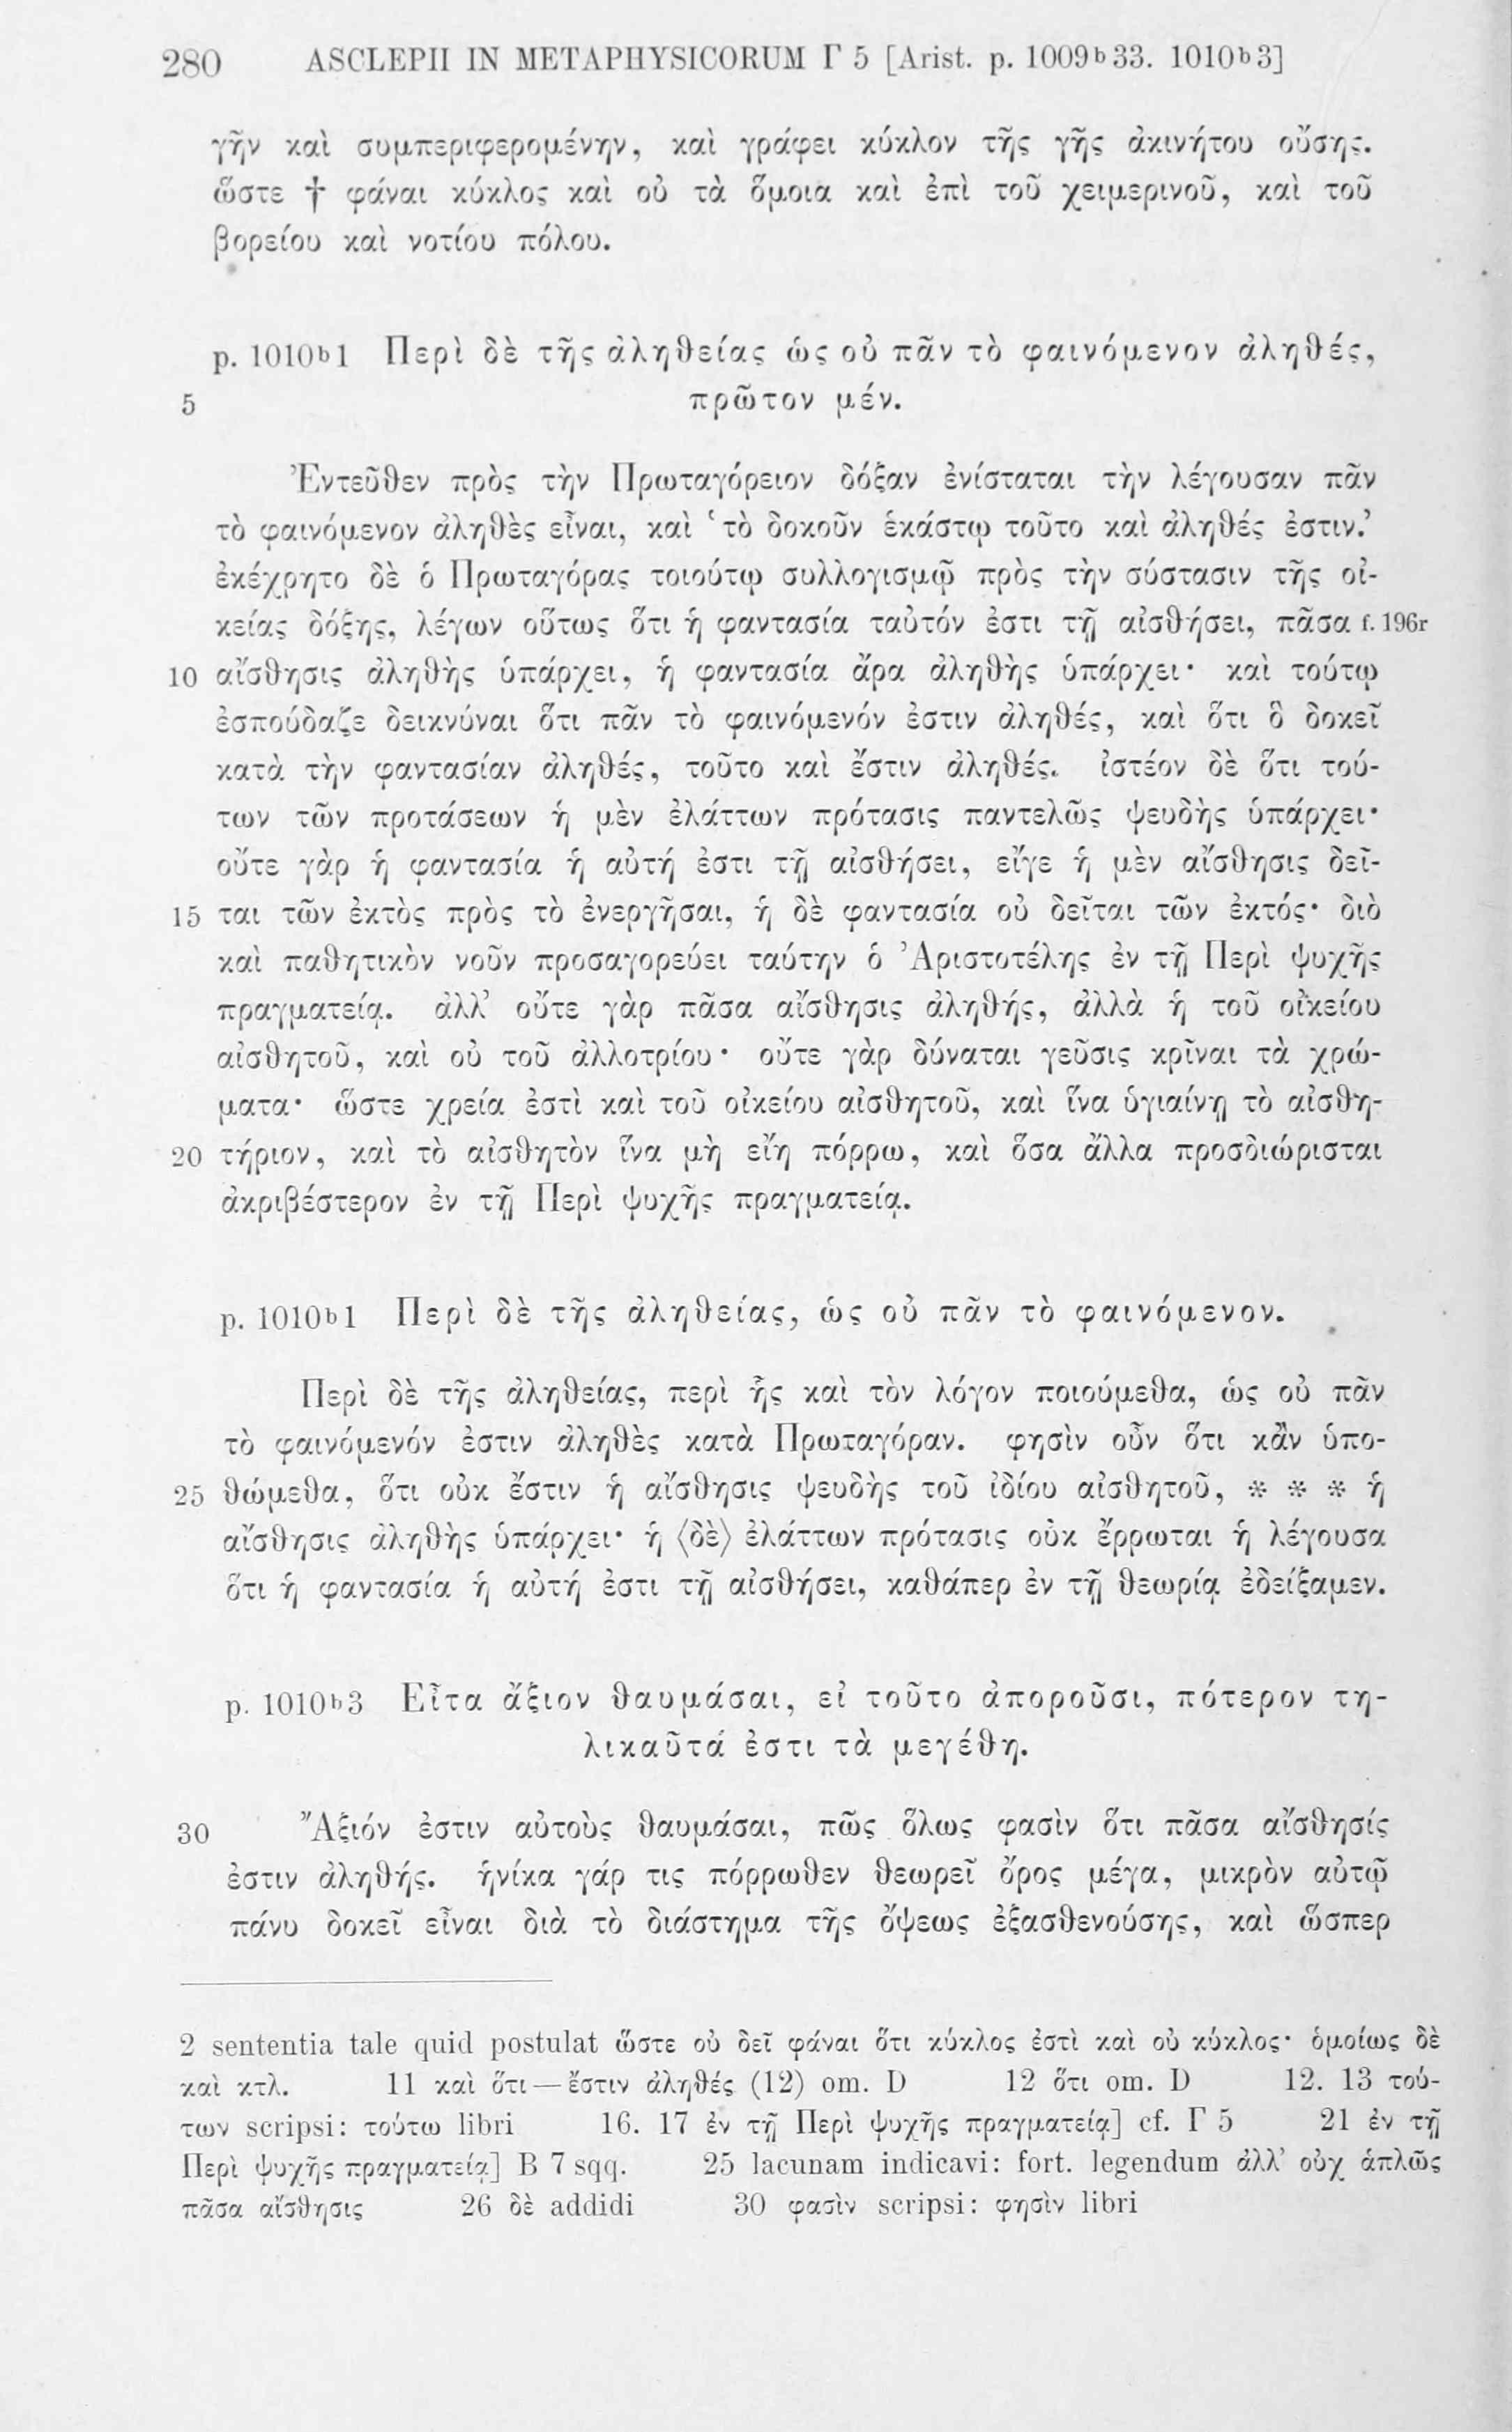 280 ASCLEPII IN METAPHYSICORUM Γ 5 [Arist. p. 1009ᵇ33. 1010ᵇ3]
γῆν καὶ συμπεριφερομένην, καὶ γράφει κύκλον τῆς γῆς ἀκινήτου οὔσης.
ὥστε † φάναι κύκλος καὶ οὐ τὰ ὅμοια καὶ ἐπὶ τοῦ χειμερινοῦ, καὶ τοῦ
βορείου καὶ νοτίου πόλου.
p. 1010ᵇ1 Περὶ δὲ τῆς ἀληθείας ὡς οὐ πᾶν τὸ φαινόμενον ἀληθές,
5 πρῶτον μέν.
Ἐντεῦθεν πρὸς τὴν Πρωταγόρειον δόξαν ἐνίσταται τὴν λέγουσαν πᾶν
τὸ φαινόμενον ἀληθὲς εἶναι, καὶ ‘τὸ δοκοῦν ἑκάστῳ τοῦτο καὶ ἀληθές ἐστιν.’
ἐκέχρητο δὲ ὁ Πρωταγόρας τοιούτῳ συλλογισμῷ πρὸς τὴν σύστασιν τῆς οἰ-
κείας δόξης, λέγων οὕτως ὅτι ἡ φαντασία ταὐτόν ἐστι τῇ αἰσθήσει, πᾶσα f. 196r
10 αἴσθησις ἀληθὴς ὑπάρχει, ἡ φαντασία ἄρα ἀληθὴς ὑπάρχει· καὶ τούτῳ
ἐσπούδαζε δεικνύναι ὅτι πᾶν τὸ φαινόμενόν ἐστιν ἀληθές, καὶ ὅτι ὃ δοκεῖ
κατὰ τὴν φαντασίαν ἀληθές, τοῦτο καὶ ἔστιν ἀληθές. ἰστέον δὲ ὅτι τού-
των τῶν προτάσεων ἡ μὲν ἐλάττων πρότασις παντελῶς ψευδὴς ὑπάρχει·
οὔτε γὰρ ἡ φαντασία ἡ αὐτή ἐστι τῇ αἰσθήσει, εἴγε ἡ μὲν αἴσθησις δεῖ-
15 ται τῶν ἐκτὸς πρὸς τὸ ἐνεργῆσαι, ἡ δὲ φαντασία οὐ δεῖται τῶν ἐκτός· διὸ
καὶ παθητικὸν νοῦν προσαγορεύει ταύτην ὁ Ἀριστοτέλης ἐν τῇ Περὶ ψυχῆς
πραγματείᾳ. ἀλλ’ οὔτε γὰρ πᾶσα αἴσθησις ἀληθής, ἀλλὰ ἡ τοῦ οἰκείου
αἰσθητοῦ, καὶ οὐ τοῦ ἀλλοτρίου· οὔτε γὰρ δύναται γεῦσις κρῖναι τὰ χρώ-
ματα· ὥστε χρεία ἐστὶ καὶ τοῦ οἰκείου αἰσθητοῦ, καὶ ἵνα ὑγιαίνῃ τὸ αἰσθη-
20 τήριον, καὶ τὸ αἰσθητὸν ἵνα μὴ εἴη πόρρω, καὶ ὅσα ἄλλα προσδιώρισται
ἀκριβέστερον ἐν τῇ Περὶ ψυχῆς πραγματείᾳ.
p. 1010ᵇ1 Περὶ δὲ τῆς ἀληθείας, ὡς οὐ πᾶν τὸ φαινόμενον.
Περὶ δὲ τῆς ἀληθείας, περὶ ἧς καὶ τὸν λόγον ποιούμεθα, ὡς οὐ πᾶν
τὸ φαινόμενόν ἐστιν ἀληθὲς κατὰ Πρωταγόραν. φησὶν οὖν ὅτι κἂν ὑπο-
25 θώμεθα, ὅτι οὐκ ἔστιν ἡ αἴσθησις ψευδὴς τοῦ ἰδίου αἰσθητοῦ, * * * ἡ
αἴσθησις ἀληθὴς ὑπάρχει· ἡ ⟨δὲ⟩ ἐλάττων πρότασις οὐκ ἔρρωται ἡ λέγουσα
ὅτι ἡ φαντασία ἡ αὐτή ἐστι τῇ αἰσθήσει, καθάπερ ἐν τῇ θεωρίᾳ ἐδείξαμεν.
p. 1010ᵇ3 Εἶτα ἄξιον θαυμάσαι, εἰ τοῦτο ἀποροῦσι, πότερον τη-
λικαῦτά ἐστι τὰ μεγέθη.
30 Ἄξιόν ἐστιν αὐτοὺς θαυμάσαι, πῶς ὅλως φασὶν ὅτι πᾶσα αἴσθησίς
ἐστιν ἀληθής. ἡνίκα γάρ τις πόρρωθεν θεωρεῖ ὄρος μέγα, μικρὸν αὐτῷ
πάνυ δοκεῖ εἶναι διὰ τὸ διάστημα τῆς ὄψεως ἐξασθενούσης, καὶ ὥσπερ
2 sententia tale quid postulat ὥστε οὐ δεῖ φάναι ὅτι κύκλος ἐστὶ καὶ οὐ κύκλος· ὁμοίως δὲ
καὶ κτλ. 11 καὶ ὅτι — ἔστιν ἀληθές (12) om. D 12 ὅτι om. D 12. 13 τού-
των scripsi: τούτω libri 16. 17 ἐν τῇ Περὶ ψυχῆς πραγματείᾳ] cf. Γ 5 21 ἐν τῇ
Περὶ ψυχῆς πραγματείᾳ] B 7 sqq. 25 lacunam indicavi: fort. legendum ἀλλ’ οὐχ ἁπλῶς
πᾶσα αἴσθησις 26 δὲ addidi 30 φασὶν scripsi: φησὶν libri